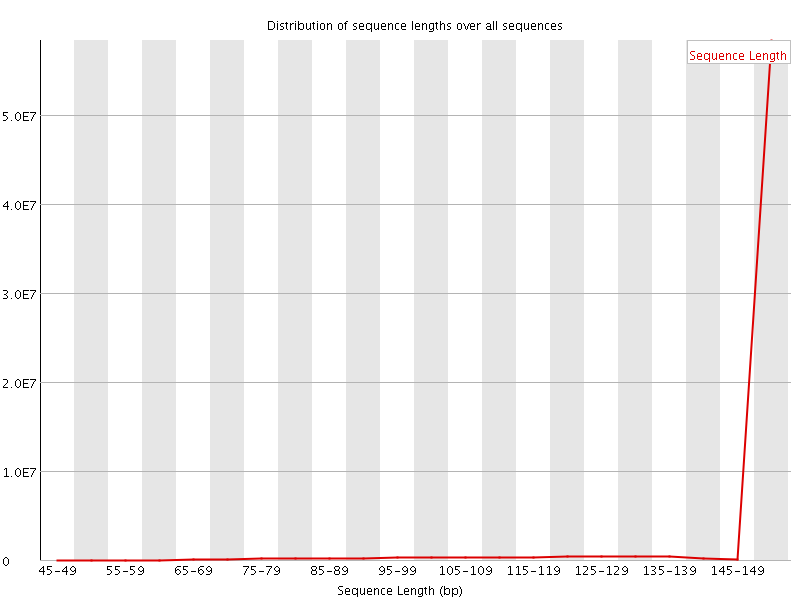 Distribution of sequence lengths over all sequences
Sequence Length
5.0E7
4.0E7
3.0E7
2.0E7
1.0E7
0
45-49 55-59 65-69 75-79 85-89 95-99 105-109 115-119 125-129 135-139 145-149
Sequence Length (bp)